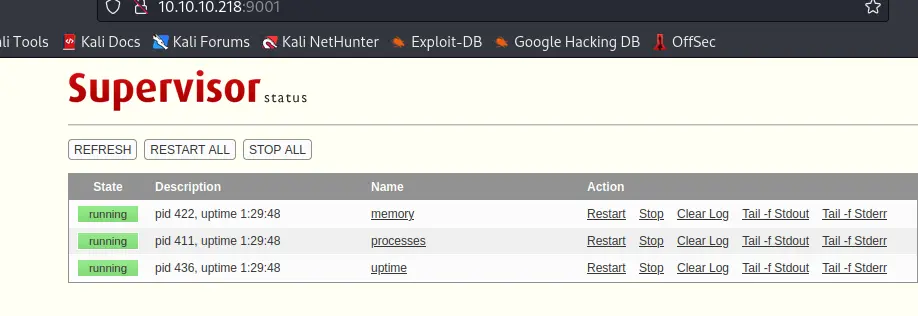 10.10.10.218:9001
ali Tools Kali Docs Kali Forums Kali NetHunter Exploit-DB Google Hacking DB OffSec
Supervisor status
REFRESH RESTART ALL STOP ALL
State Description Name Action
running pid 422, uptime 1:29:48 memory Restart Stop Clear Log Tail -f Stdout Tail -f Stderr
running pid 411, uptime 1:29:48 processes Restart Stop Clear Log Tail -f Stdout Tail -f Stderr
running pid 436, uptime 1:29:48 uptime Restart Stop Clear Log Tail -f Stdout Tail -f Stderr